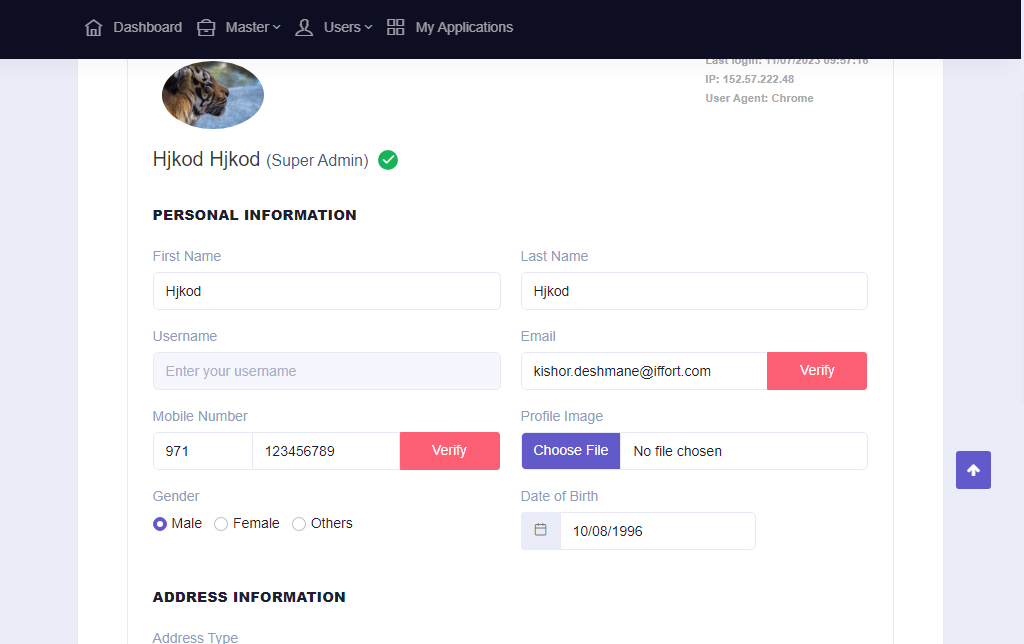 Dashboard Master Users My Applications
Last login: 11/07/2023 09:57:16
IP: 152.57.222.48
User Agent: Chrome
Hjkod Hjkod (Super Admin)
PERSONAL INFORMATION
First Name Last Name
Hjkod Hjkod
Username Email
Enter your username kishor.deshmane@iffort.com Verify
Mobile Number Profile Image
971 123456789 Verify Choose File No file chosen
Gender Date of Birth
Male Female Others
10/08/1996
ADDRESS INFORMATION
Address Type